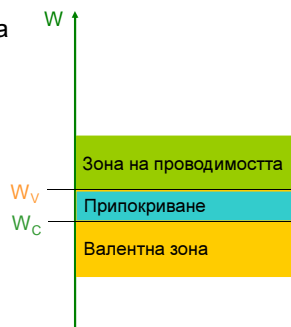 а
W
Зона на проводимостта
W_V
Припокриване
W_C
Валентна зона